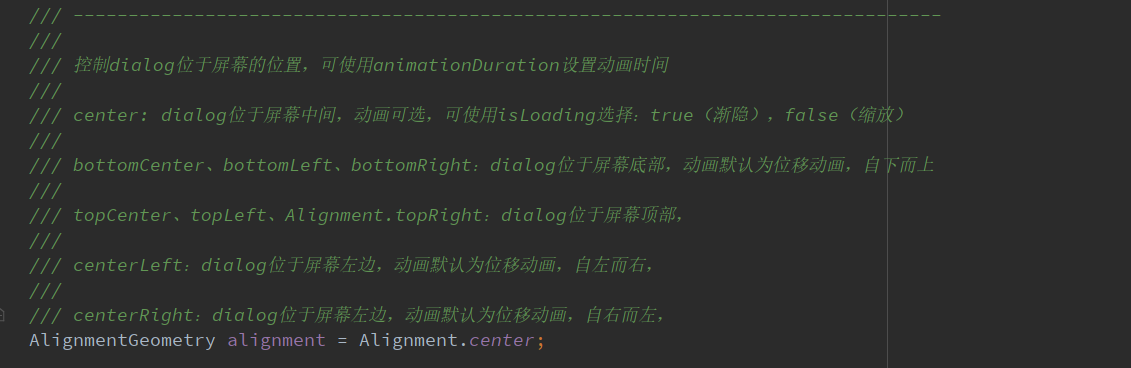 /// -------------------------------------------------------------------------------
///
/// 控制dialog位于屏幕的位置，可使用animationDuration设置动画时间
///
/// center: dialog位于屏幕中间，动画可选，可使用isLoading选择：true（渐隐），false（缩放）
///
/// bottomCenter、bottomLeft、bottomRight：dialog位于屏幕底部，动画默认为位移动画，自下而上
///
/// topCenter、topLeft、Alignment.topRight：dialog位于屏幕顶部，
///
/// centerLeft：dialog位于屏幕左边，动画默认为位移动画，自左而右，
///
/// centerRight：dialog位于屏幕左边，动画默认为位移动画，自右而左，
AlignmentGeometry alignment = Alignment.center;